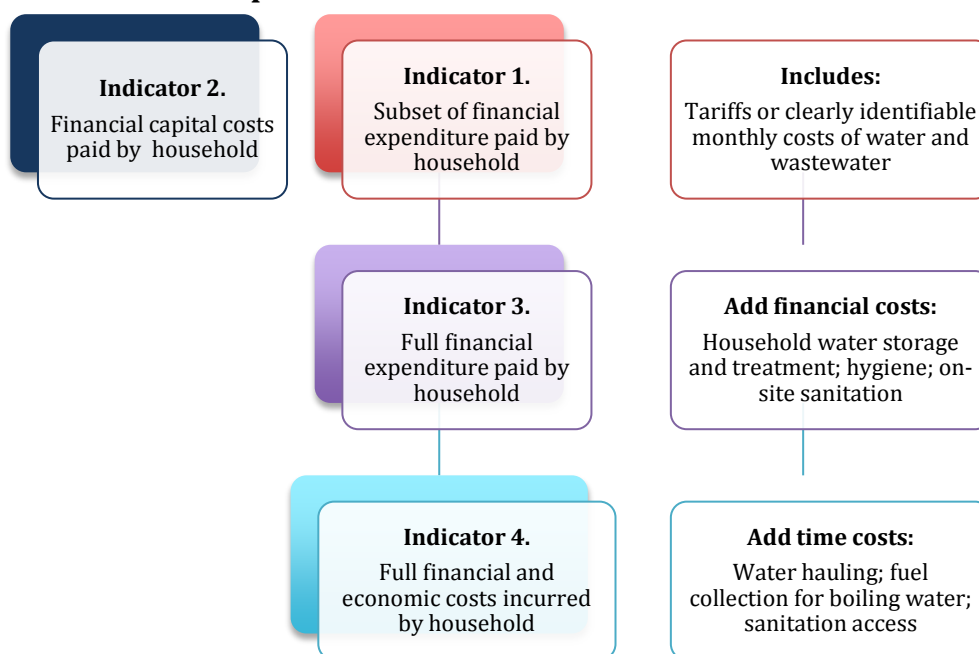 Indicator 2.
Financial capital costs
paid by household
Indicator 1.
Subset of financial
expenditure paid by
household
Includes:
Tariffs or clearly identifiable
monthly costs of water and
wastewater
Indicator 3.
Full financial
expenditure paid by
household
Add financial costs:
Household water storage
and treatment; hygiene; on-
site sanitation
Indicator 4.
Full financial and
economic costs incurred
by household
Add time costs:
Water hauling; fuel
collection for boiling water;
sanitation access